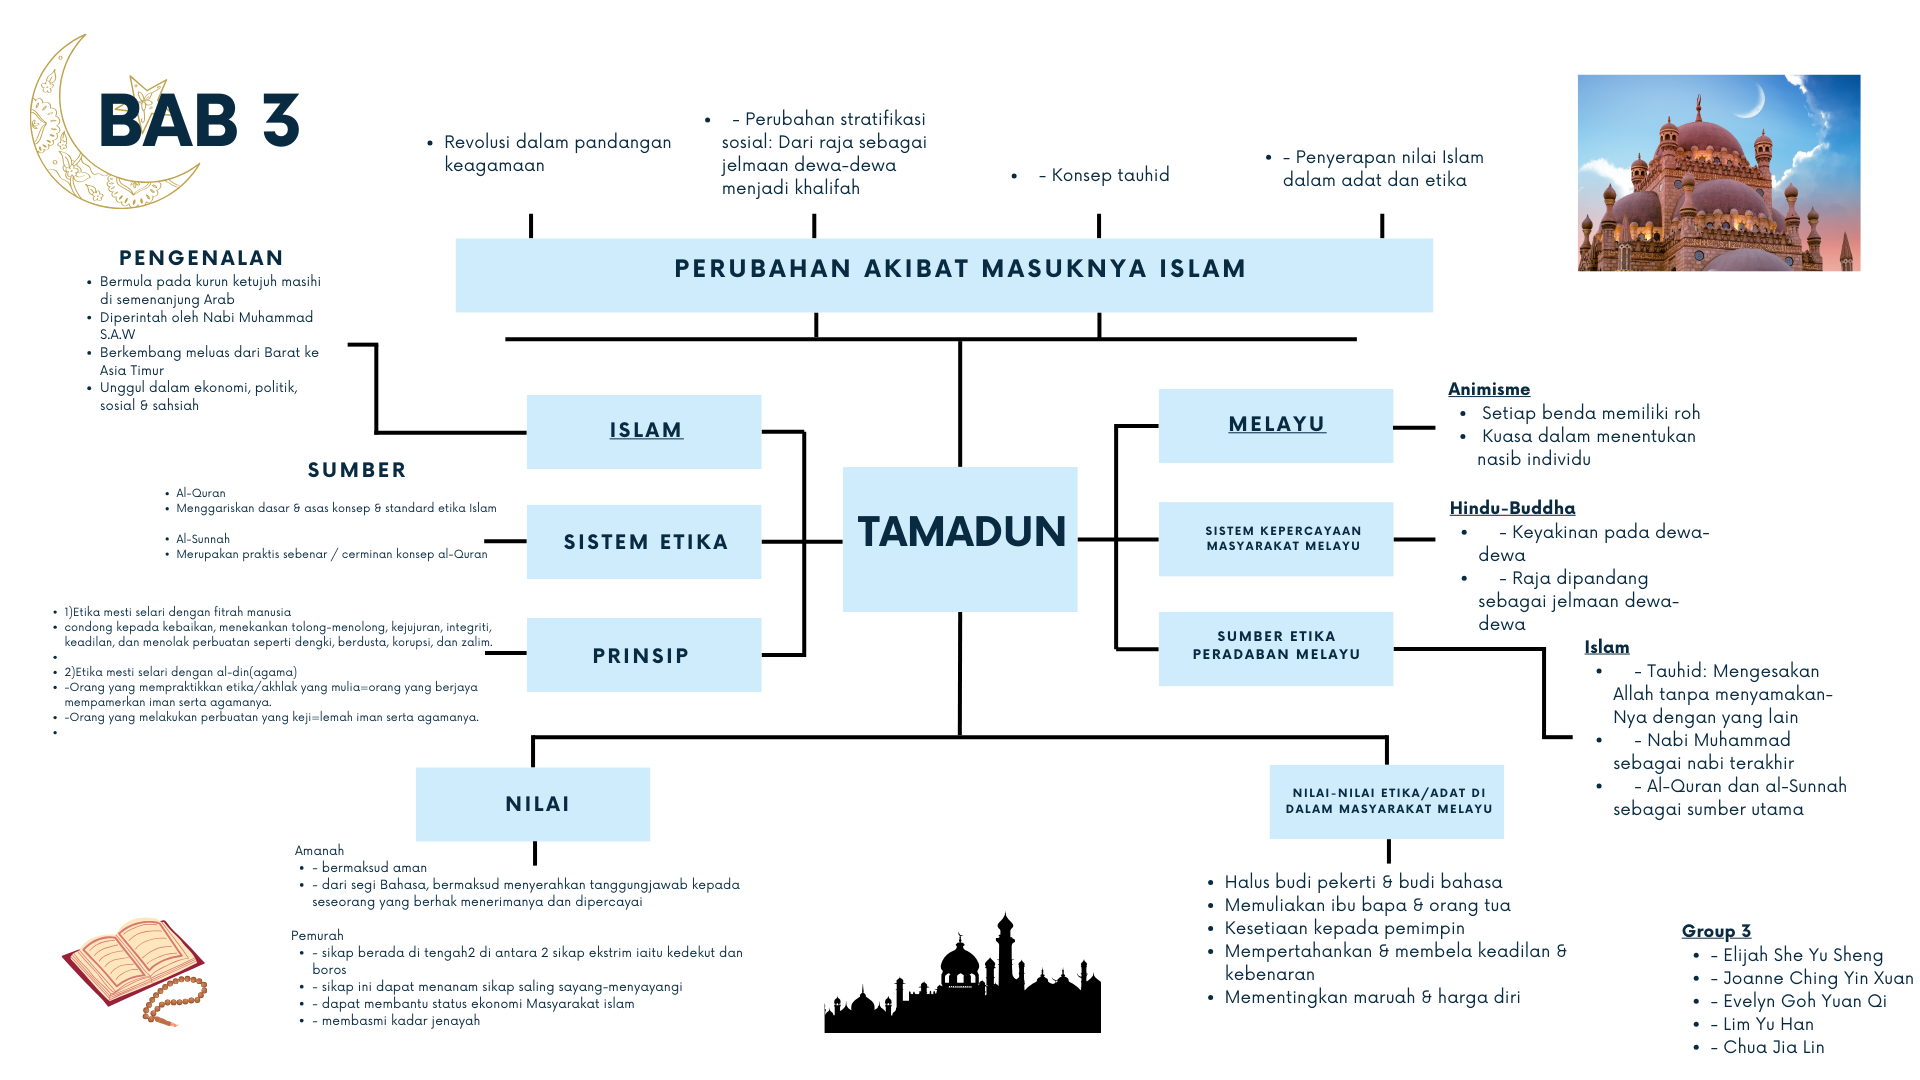 BAB 3
• Revolusi dalam pandangan
keagamaan
• - Perubahan stratifikasi
sosial: Dari raja sebagai
jelmaan dewa-dewa
menjadi khalifah
• - Konsep tauhid
• - Penyerapan nilai Islam
dalam adat dan etika
PERUBAHAN AKIBAT MASUKNYA ISLAM
PENGENALAN
• Bermula pada kurun ketujuh masihi
di semenanjung Arab
• Diperintah oleh Nabi Muhammad
S.A.W
• Berkembang meluas dari Barat ke
Asia Timur
• Unggul dalam ekonomi, politik,
sosial & sahsiah
ISLAM
SUMBER
• Al-Quran
• Menggariskan dasar & asas konsep & standard etika Islam
• Al-Sunnah
• Merupakan praktis sebenar / cerminan konsep al-Quran
SISTEM ETIKA
• 1)Etika mesti selari dengan fitrah manusia
• condong kepada kebaikan, menekankan tolong-menolong, kejujuran, integriti,
keadilan, dan menolak perbuatan seperti dengki, berdusta, korupsi, dan zalim.
•
• 2)Etika mesti selari dengan al-din(agama)
• -Orang yang mempraktikkan etika/akhlak yang mulia=orang yang berjaya
mempamerkan iman serta agamanya.
• -Orang yang melakukan perbuatan yang keji=lemah iman serta agamanya.
•
PRINSIP
TAMADUN
MELAYU
Animisme
• Setiap benda memiliki roh
• Kuasa dalam menentukan
nasib individu
SISTEM KEPERCAYAAN
MASYARAKAT MELAYU
Hindu-Buddha
• - Keyakinan pada dewa-
dewa
• - Raja dipandang
sebagai jelmaan dewa-
dewa
SUMBER ETIKA
PERADABAN MELAYU
Islam
• - Tauhid: Mengesakan
Allah tanpa menyamakan-
Nya dengan yang lain
• - Nabi Muhammad
sebagai nabi terakhir
• - Al-Quran dan al-Sunnah
sebagai sumber utama
NILAI
Amanah
• - bermaksud aman
• - dari segi Bahasa, bermaksud menyerahkan tanggungjawab kepada
seseorang yang berhak menerimanya dan dipercayai
Pemurah
• - sikap berada di tengah2 di antara 2 sikap ekstrim iaitu kedekut dan
boros
• - sikap ini dapat menanam sikap saling sayang-menyayangi
• - dapat membantu status ekonomi Masyarakat islam
• - membasmi kadar jenayah
NILAI-NILAI ETIKA/ADAT DI
DALAM MASYARAKAT MELAYU
• Halus budi pekerti & budi bahasa
• Memuliakan ibu bapa & orang tua
• Kesetiaan kepada pemimpin
• Mempertahankan & membela keadilan &
kebenaran
• Mementingkan maruah & harga diri
Group 3
• - Elijah She Yu Sheng
• - Joanne Ching Yin Xuan
• - Evelyn Goh Yuan Qi
• - Lim Yu Han
• - Chua Jia Lin